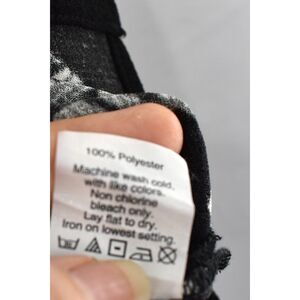 100% Polyester
Machine wash cold,
with like colors.
Non chlorine
bleach only.
Lay flat to dry.
Iron on lowest setting.